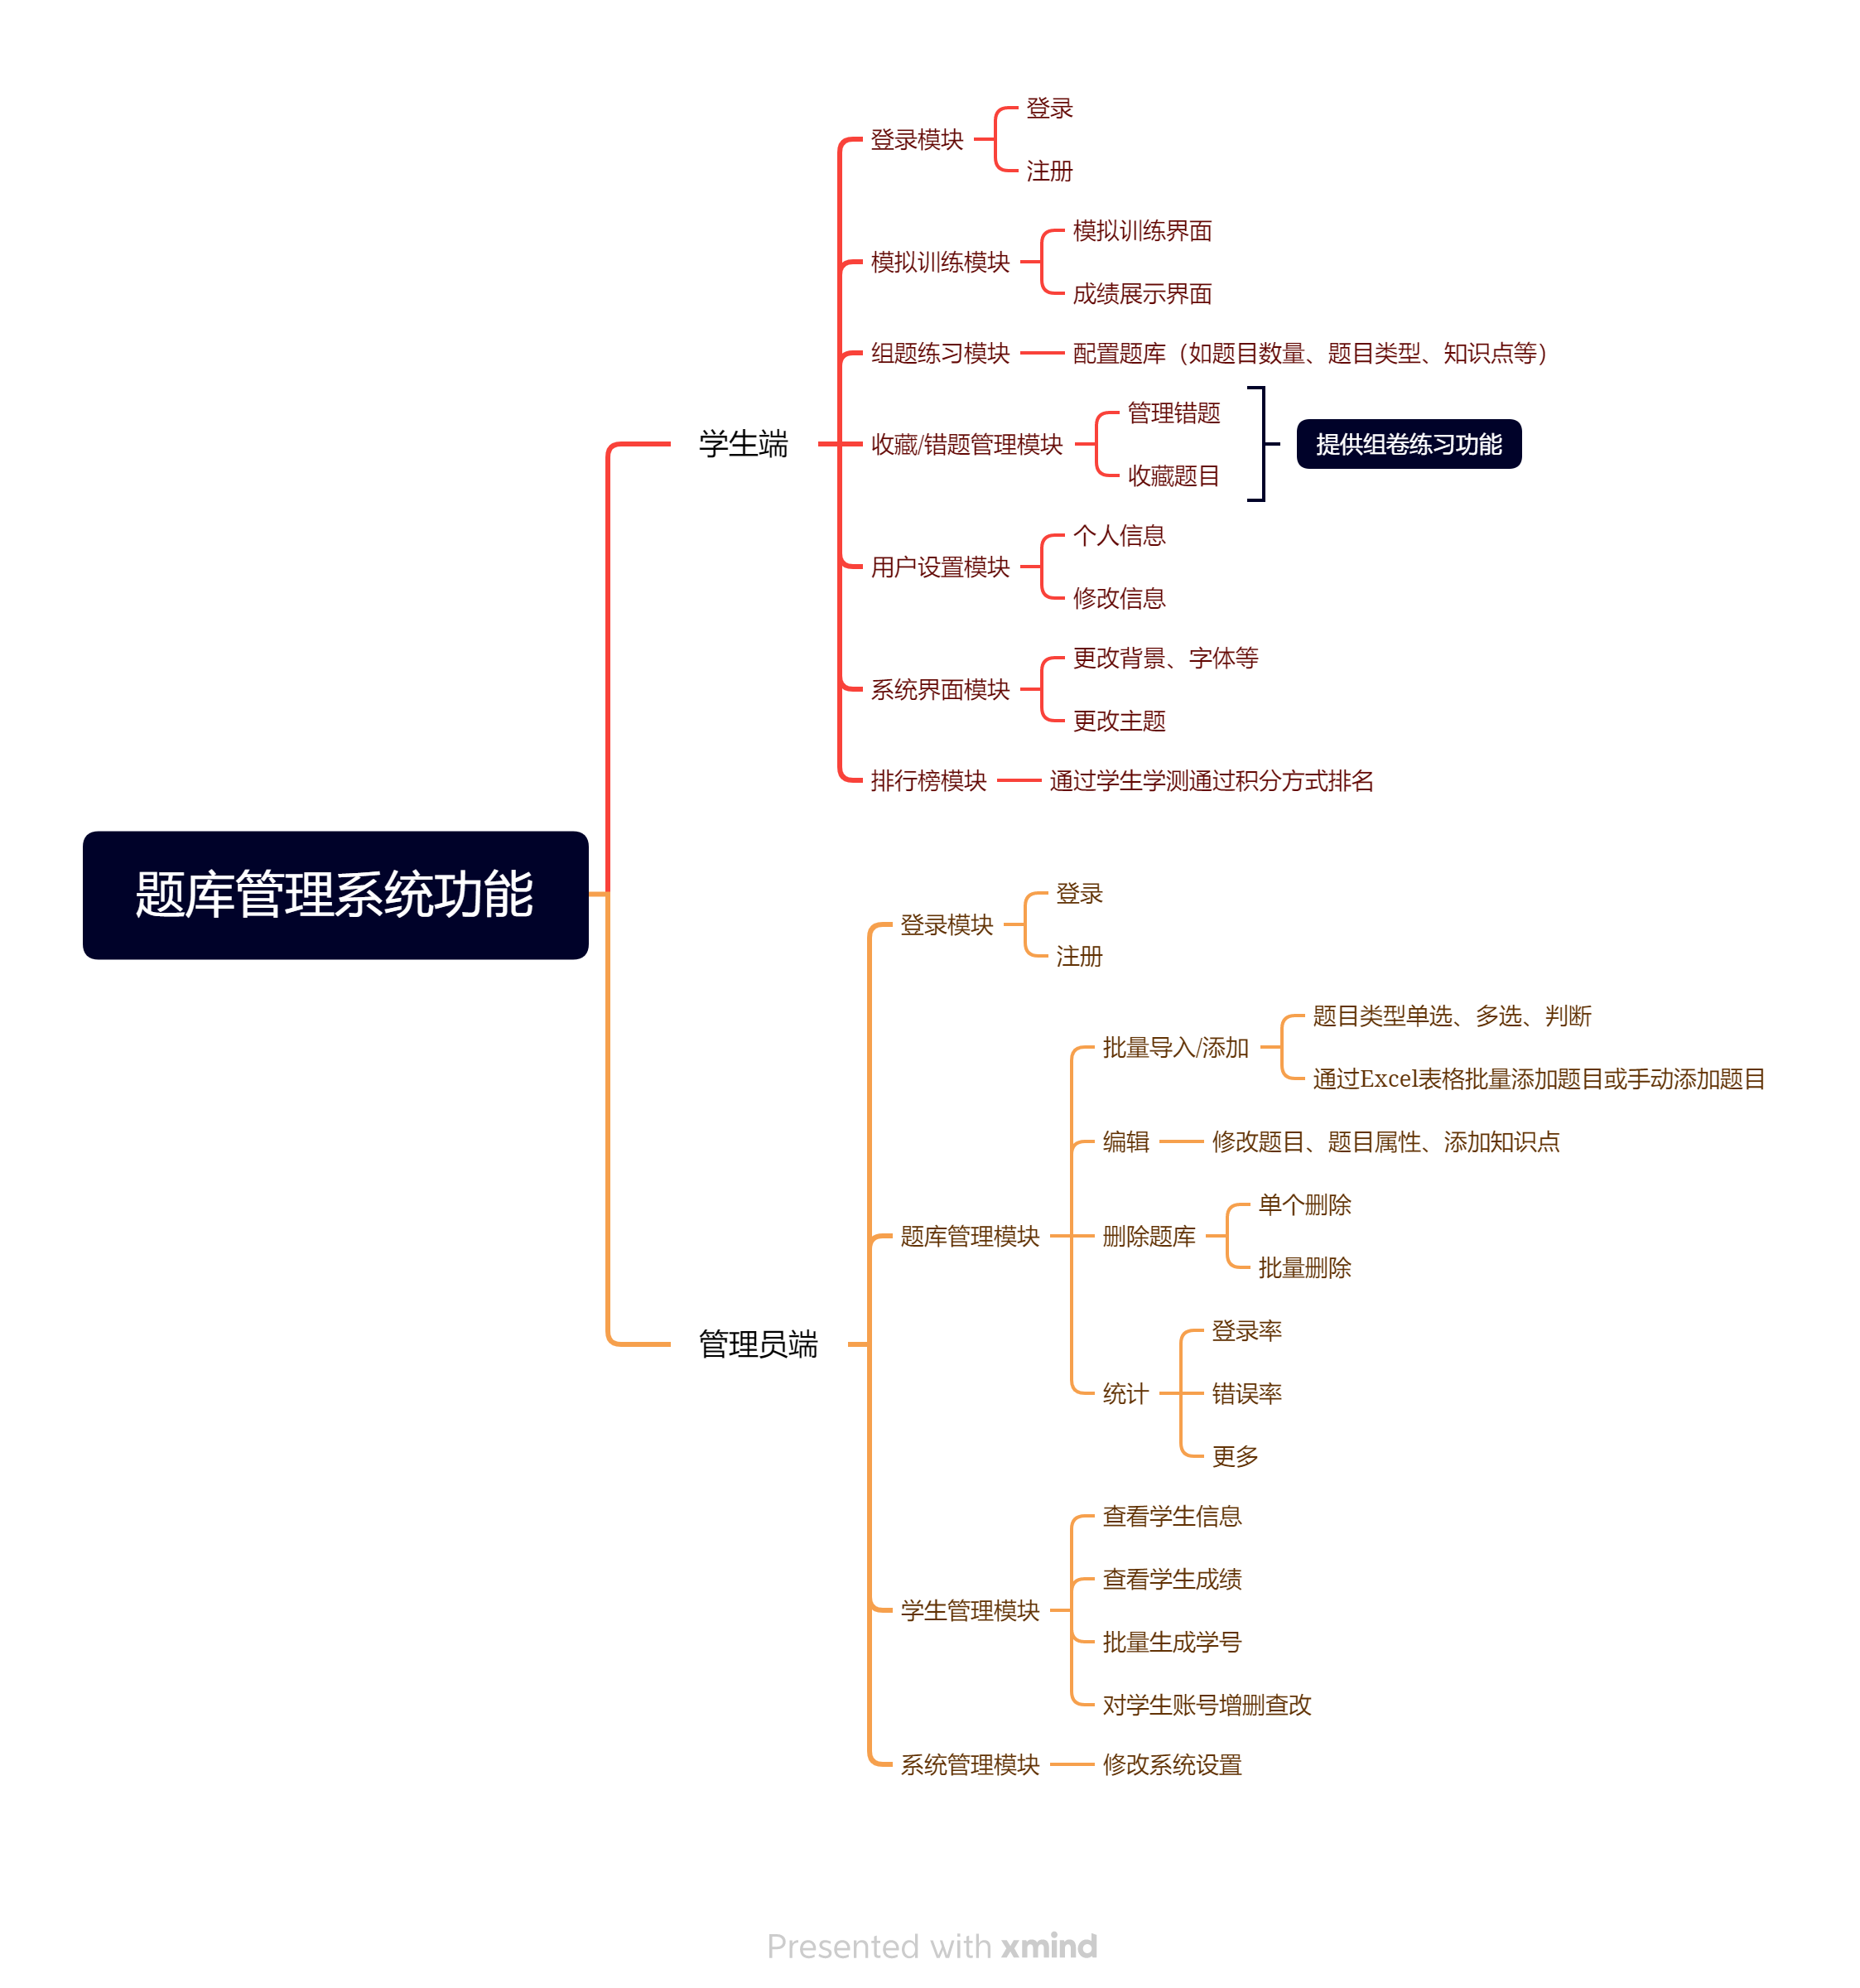 题库管理系统功能
学生端
登录模块
登录
注册
模拟训练模块
模拟训练界面
成绩展示界面
组题练习模块
配置题库（如题目数量、题目类型、知识点等）
收藏/错题管理模块
管理错题
收藏题目
提供组卷练习功能
用户设置模块
个人信息
修改信息
系统界面模块
更改背景、字体等
更改主题
排行榜模块
通过学生学测通过积分方式排名
管理员端
登录模块
登录
注册
题库管理模块
批量导入/添加
题目类型单选、多选、判断
通过Excel表格批量添加题目或手动添加题目
编辑
修改题目、题目属性、添加知识点
删除题库
单个删除
批量删除
统计
登录率
错误率
更多
学生管理模块
查看学生信息
查看学生成绩
批量生成学号
对学生账号增删查改
系统管理模块
修改系统设置
Presented with xmind